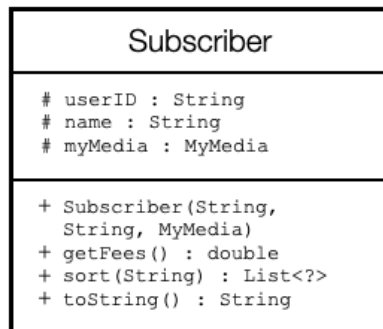 Subscriber
# userID : String
# name : String
# myMedia : MyMedia
+ Subscriber(String,
String, MyMedia)
+ getFees() : double
+ sort(String) : List<?>
+ toString() : String